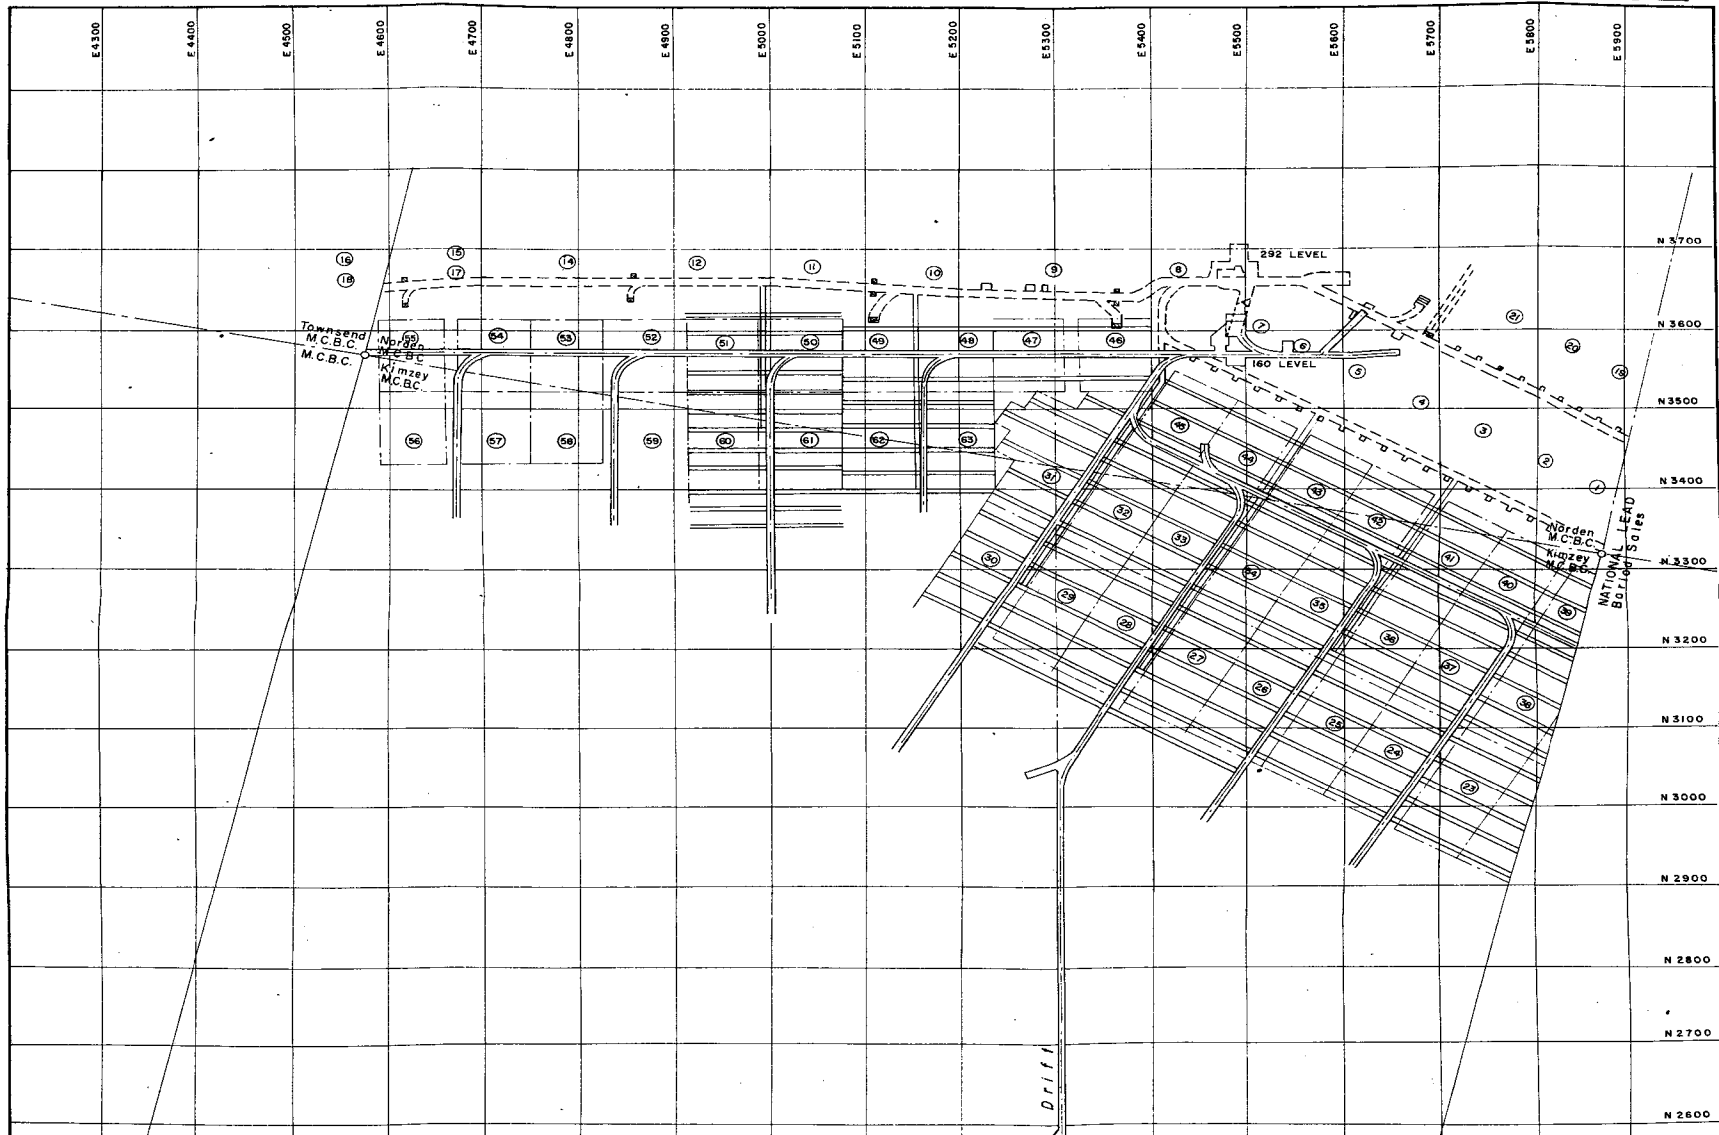 E 4300
E 4400
E 4500
E 4600
E 4700
E 4800
E 4900
E 5000
E 5100
E 5200
E 5300
E 5400
E 5500
E 5600
E 5700
E 5800
E 5900
N 3700
N 3600
N 3500
N 3400
N 3300
N 3200
N 3100
N 3000
N 2900
N 2800
N 2700
N 2600
292 LEVEL
160 LEVEL
16
15
14
12
11
10
9
8
18
17
7
6
5
4
3
2
1
21
20
19
Townsend
M.C.B.C.
M.C.B.C.
Norden
M.C.B.C
Kimzey
M.C.B.C.
55
54
53
52
51
50
49
48
47
46
56
57
58
59
60
61
62
63
45
44
43
42
41
40
39
31
32
33
34
35
36
37
38
30
29
28
27
26
25
24
23
Norden
M.C.B.C.
Kimzey
M.C.B.C.
NATIONAL LEAD
Baroid Sales
Drift